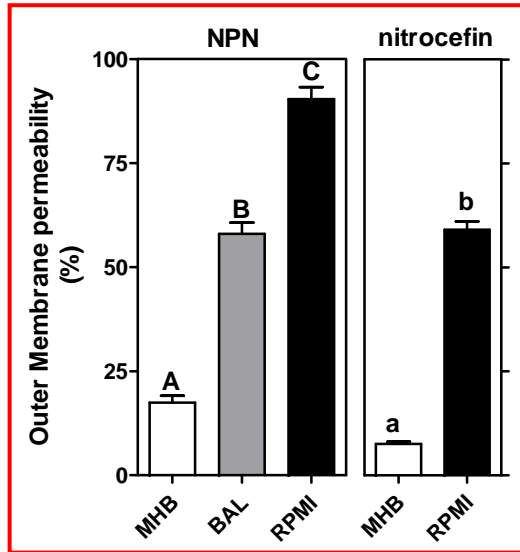 NPN
nitrocefin
Outer Membrane permeability
(%)
100
75
50
25
0
A
B
C
a
b
MHB
BAL
RPMI
MHB
RPMI